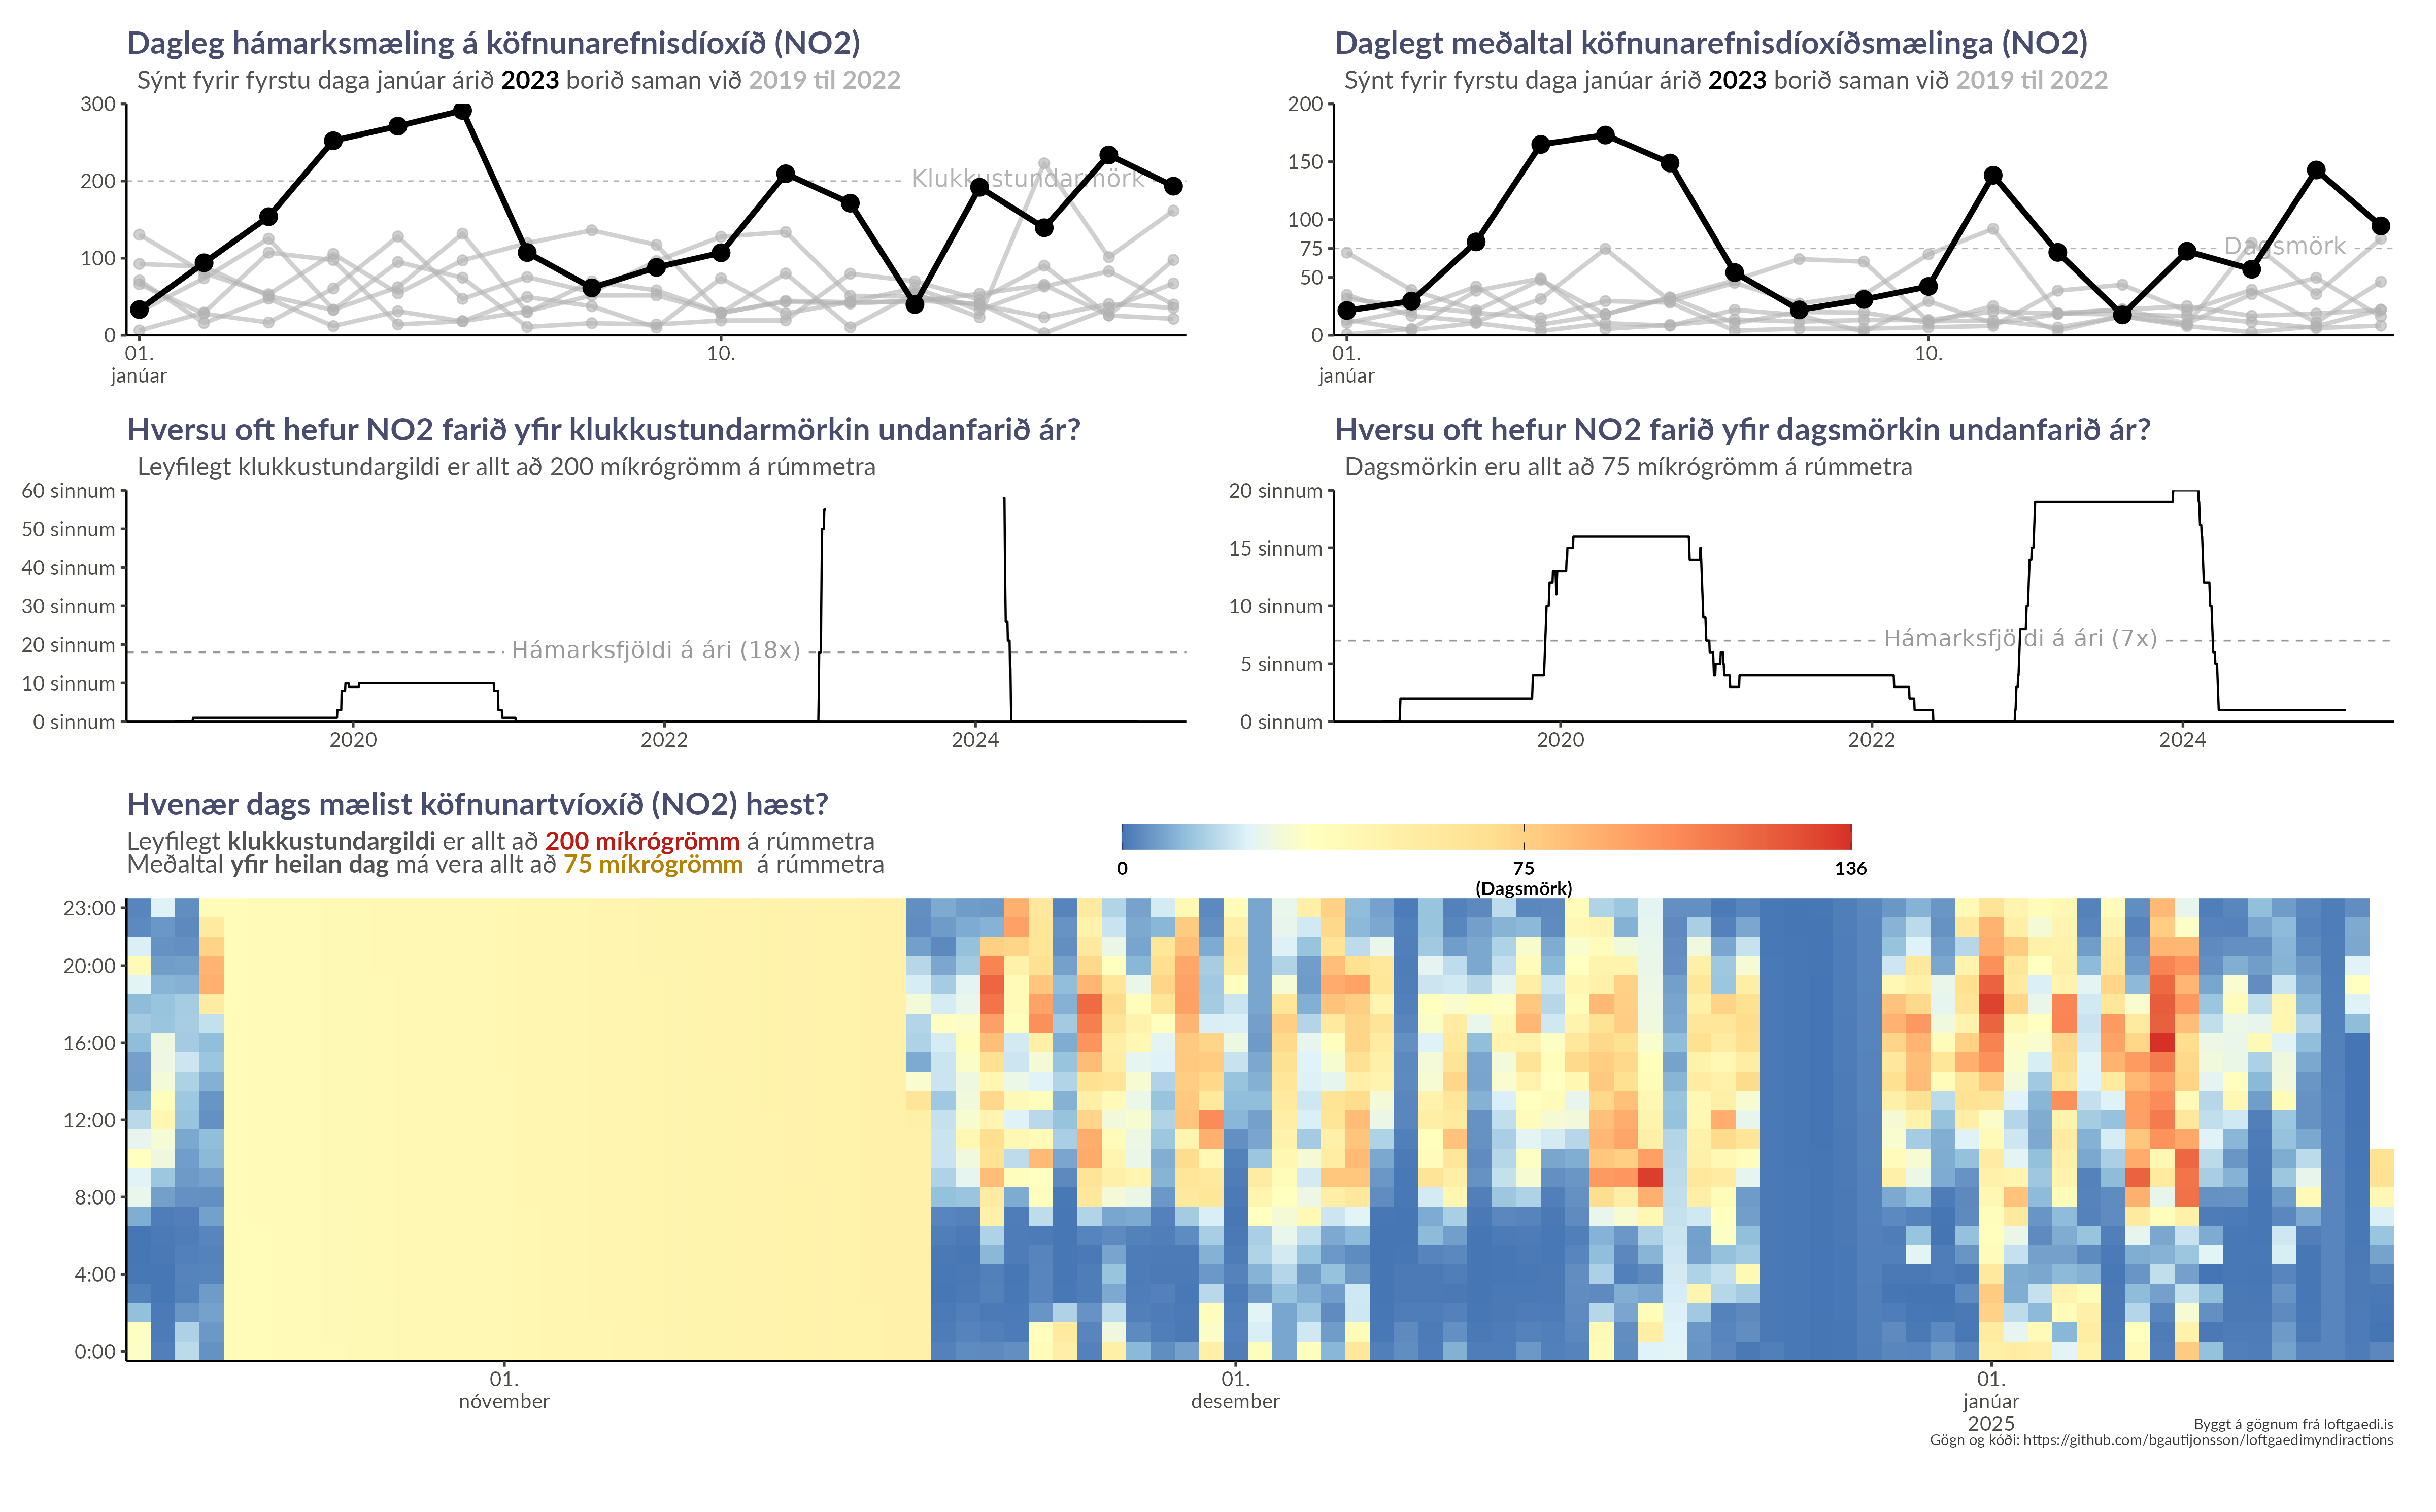 Dagleg hámarksmæling á köfnunarefnisdíoxíð (NO2)
Sýnt fyrir fyrstu daga janúar árið 2023 borið saman við 2019 til 2022
300
200
100
0
Klukkustundarmörk
01.
janúar
10.
Daglegt meðaltal köfnunarefnisdíoxíðsmælinga (NO2)
Sýnt fyrir fyrstu daga janúar árið 2023 borið saman við 2019 til 2022
200
150
100
75
50
0
Dagsmörk
01.
janúar
10.
Hversu oft hefur NO2 farið yfir klukkustundarmörkin undanfarið ár?
Leyfilegt klukkustundargildi er allt að 200 míkrógrömm á rúmmetra
60 sinnum
50 sinnum
40 sinnum
30 sinnum
20 sinnum
10 sinnum
0 sinnum
Hámarksfjöldi á ári (18x)
2020
2022
2024
Hversu oft hefur NO2 farið yfir dagsmörkin undanfarið ár?
Dagsmörkin eru allt að 75 míkrógrömm á rúmmetra
20 sinnum
15 sinnum
10 sinnum
5 sinnum
0 sinnum
Hámarksfjöldi á ári (7x)
2020
2022
2024
Hvenær dags mælist köfnunartvíoxíð (NO2) hæst?
Leyfilegt klukkustundargildi er allt að 200 míkrógrömm á rúmmetra
Meðaltal yfir heilan dag má vera allt að 75 míkrógrömm á rúmmetra
0
75
136
(Dagsmörk)
23:00
20:00
16:00
12:00
8:00
4:00
0:00
01.
nóvember
01.
desember
01.
janúar
2025
Byggt á gögnum frá loftgaedi.is
Gögn og kóði: https://github.com/bgautijonsson/loftgaedimyndiractions